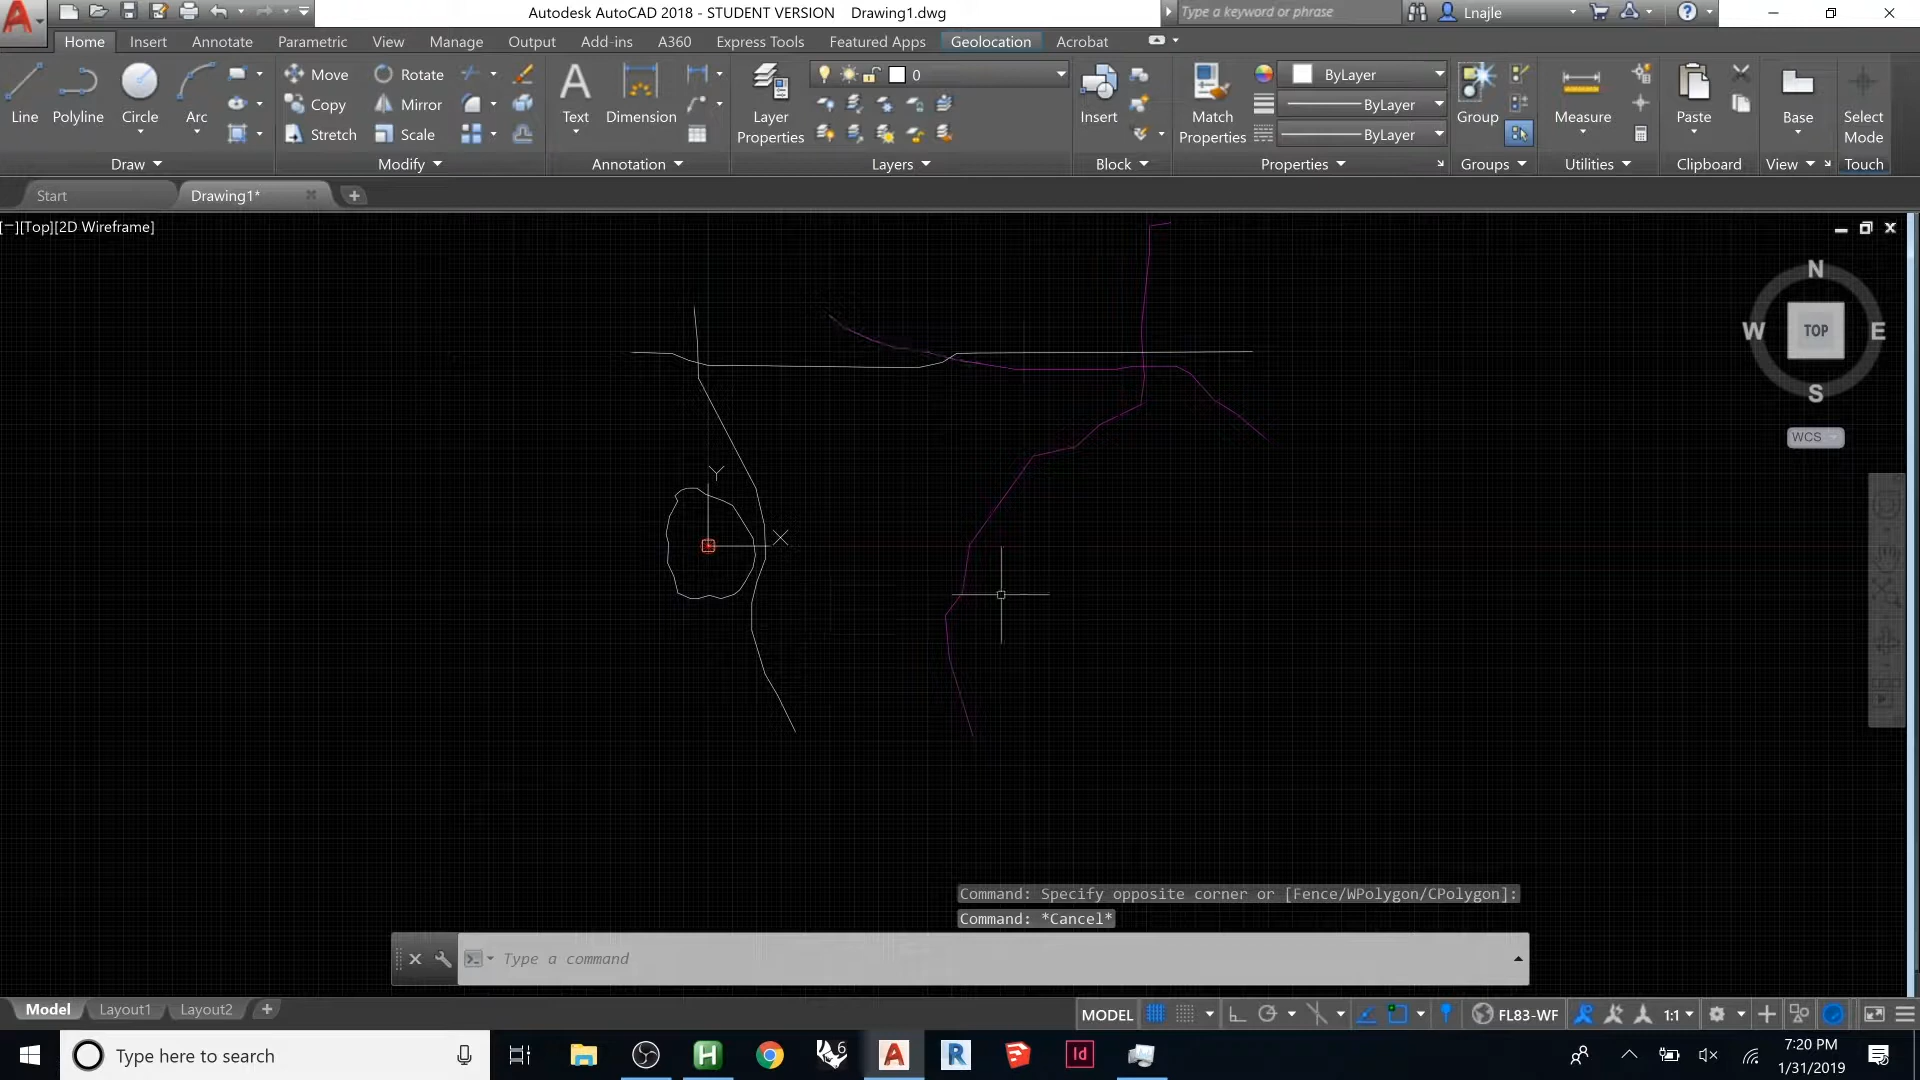 Autodesk AutoCAD 2018 - STUDENT VERSION Drawing1.dwg
Type a keyword or phrase
Lnajle
Home Insert Annotate Parametric View Manage Output Add-ins A360 Express Tools Featured Apps Geolocation Acrobat
Line Polyline Circle Arc
Move Rotate
Copy Mirror
Stretch Scale
Text Dimension
Layer Properties
0
Insert
Match Properties
ByLayer
ByLayer
ByLayer
Group
Measure
Paste
Base
Select Mode
Draw Modify Annotation Layers Block Properties Groups Utilities Clipboard View Touch
Start Drawing1*
[−][Top][2D Wireframe]
N
W TOP E
S
WCS
Y
X
Command: Specify opposite corner or [Fence/WPolygon/CPolygon]:
Command: *Cancel*
Type a command
Model Layout1 Layout2
MODEL FL83-WF 1:1
Type here to search
6
A
R
Id
H
7:20 PM
1/31/2019